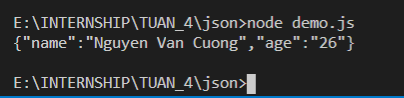 E:\INTERNSHIP\TUAN_4\json>node demo.js
{"name":"Nguyen Van Cuong","age":"26"}
E:\INTERNSHIP\TUAN_4\json>